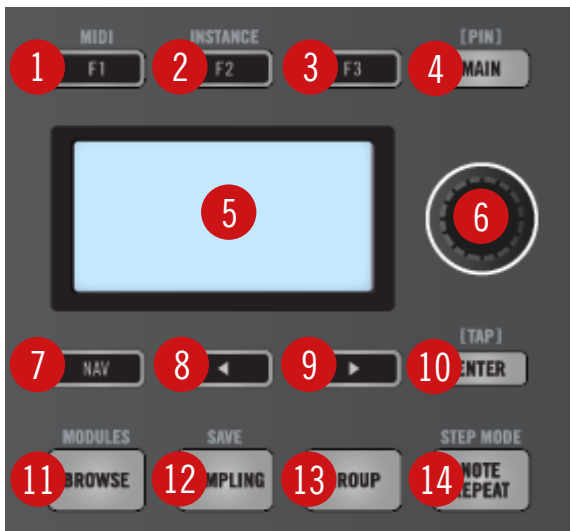 MIDI INSTANCE [PIN]
1 F1 2 F2 3 F3 4 MAIN
5 6
[TAP]
7 NAV 8 9 10 ENTER
MODULES SAVE STEP MODE
11 BROWSE 12 MPLING 13 ROUP 14 NOTE
EPEAT